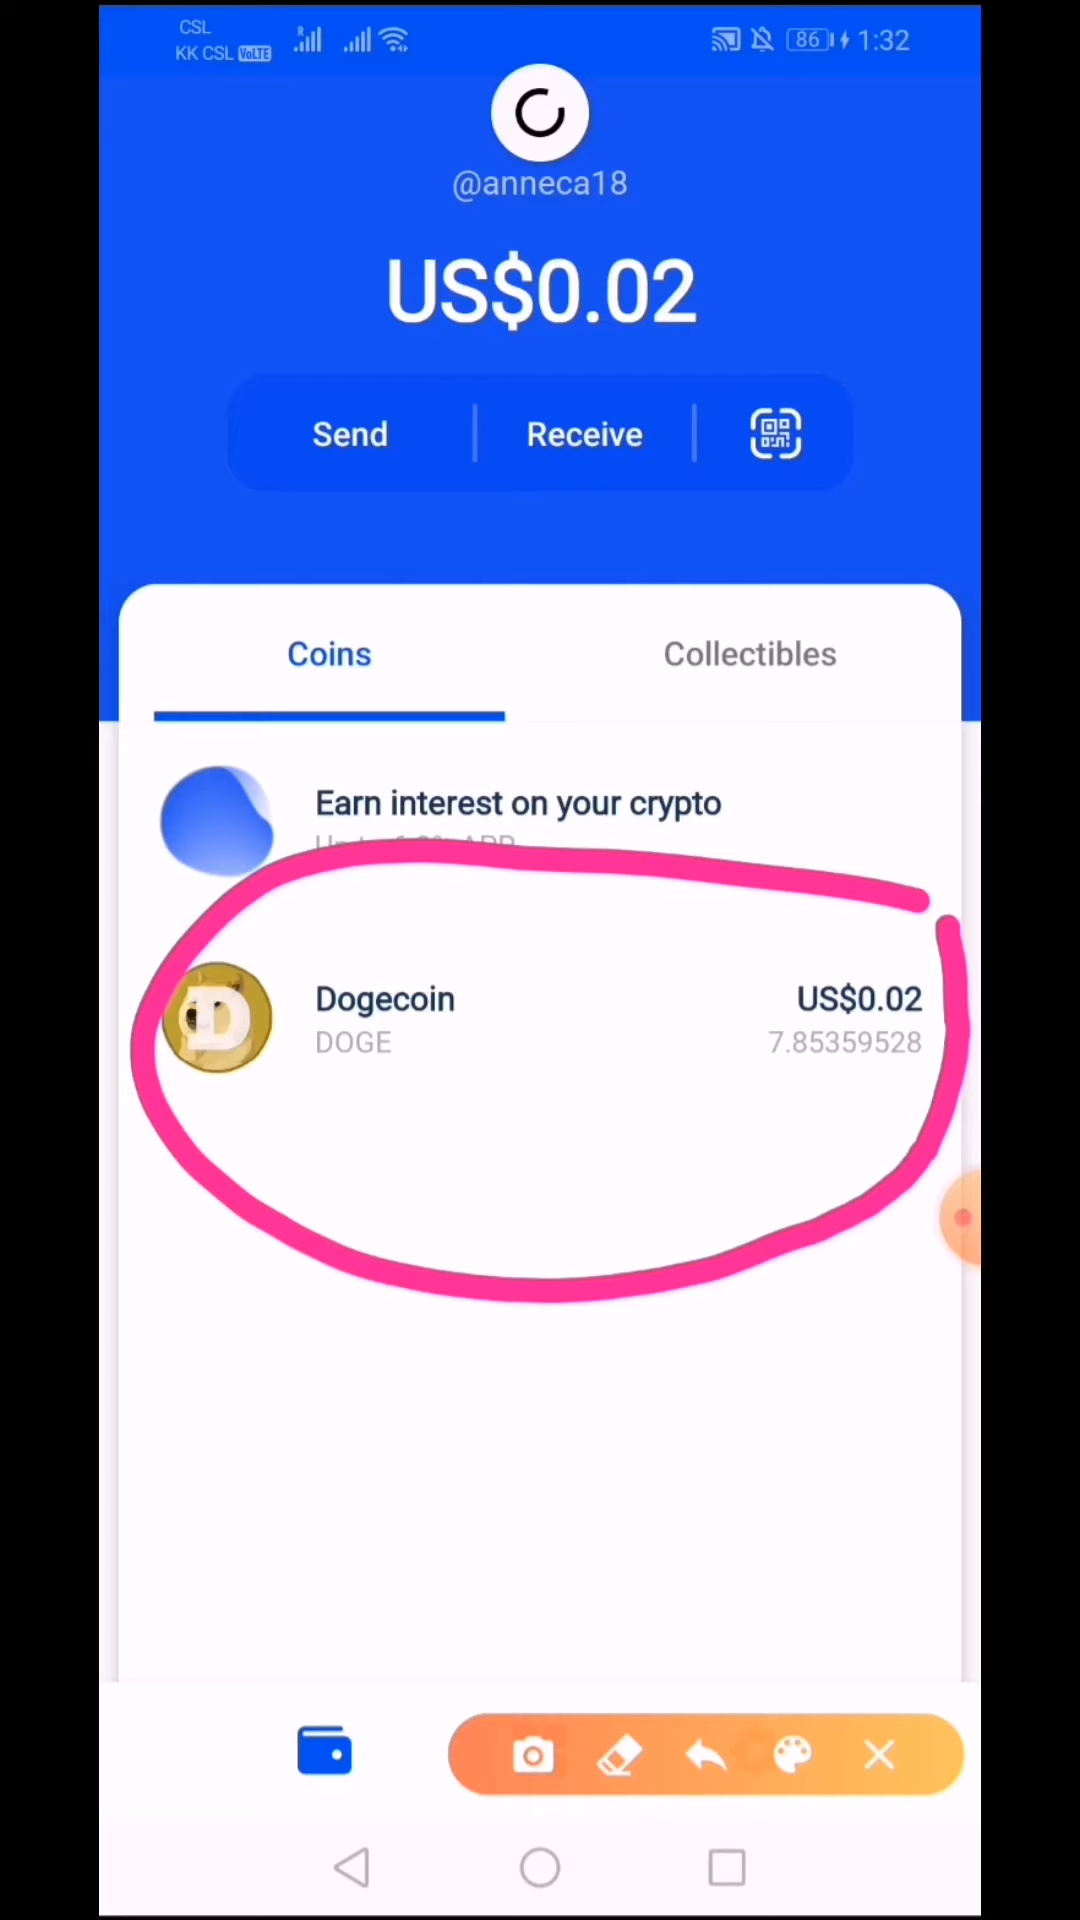 CSL
KK CSL VoLTE
R
86
1:32
@anneca18
US$0.02
Send
Receive
Coins
Collectibles
Earn interest on your crypto
Dogecoin
US$0.02
DOGE
7.85359528